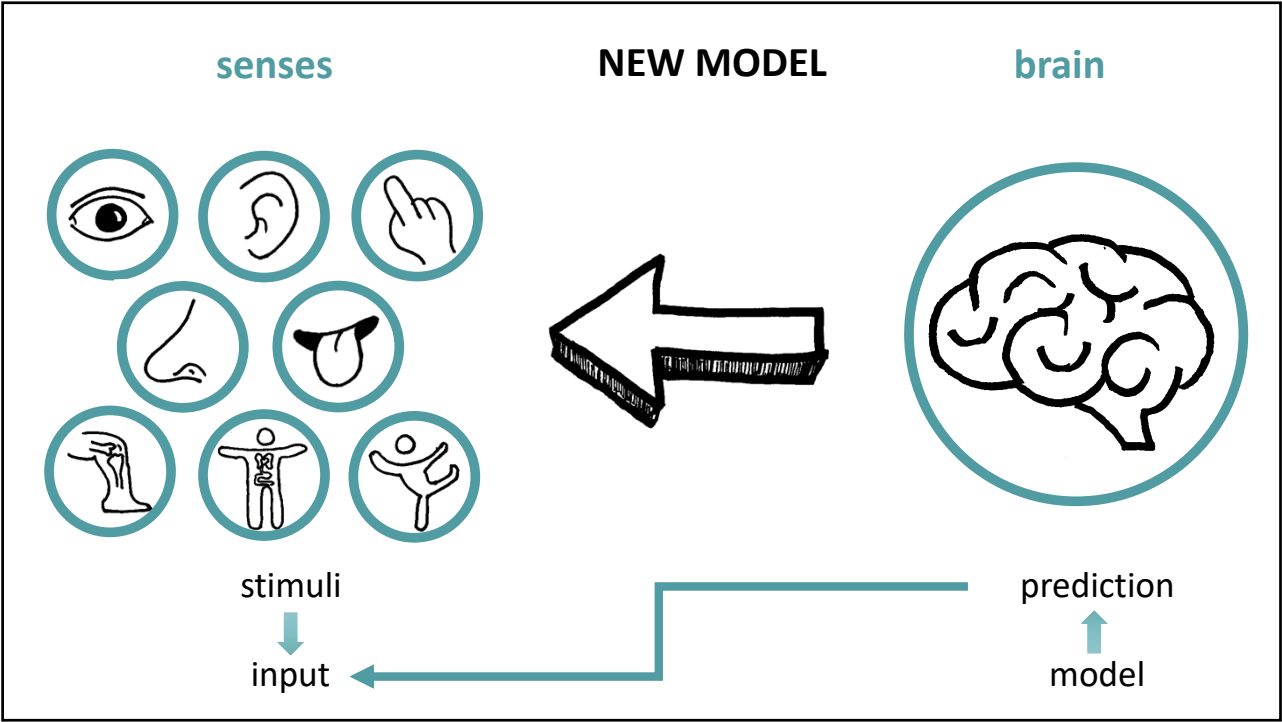 senses
NEW MODEL
brain
stimuli
prediction
input
model